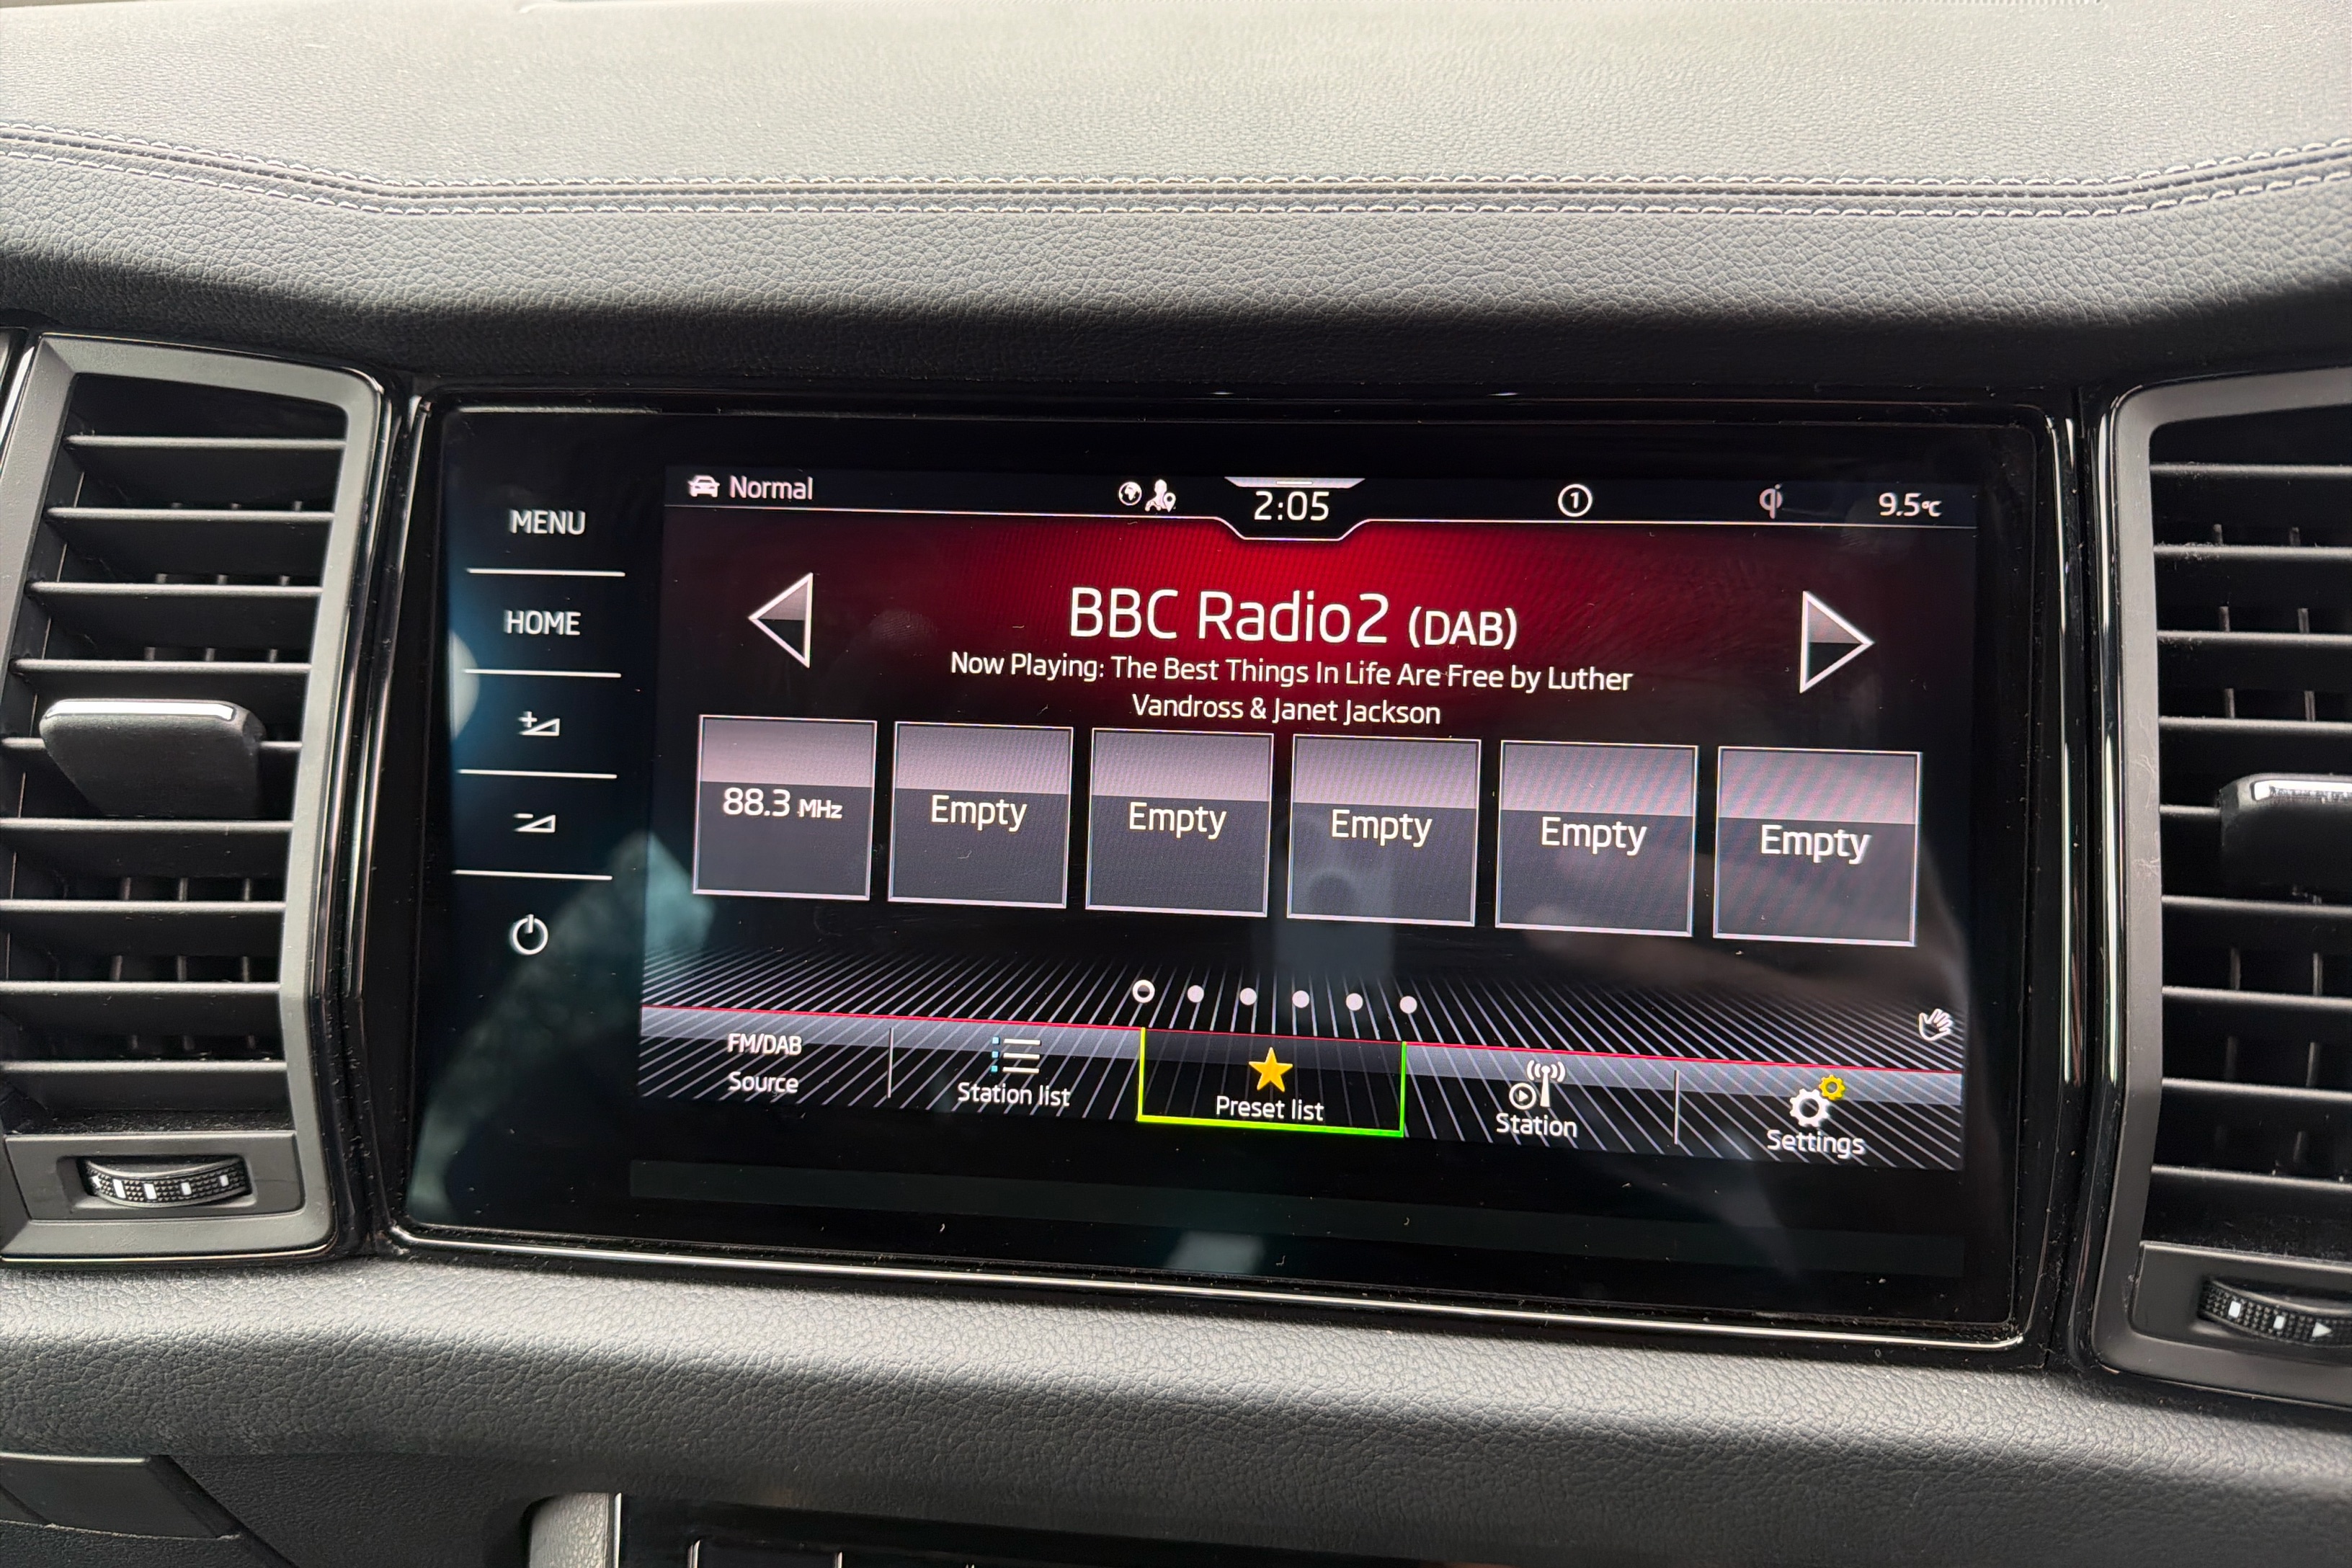 Normal
2:05
1
qi
9.5°C
MENU
HOME
BBC Radio2 (DAB)
Now Playing: The Best Things In Life Are Free by Luther
Vandross & Janet Jackson
88.3 MHz
Empty
Empty
Empty
Empty
Empty
FM/DAB
Source
Station list
Preset list
Station
Settings